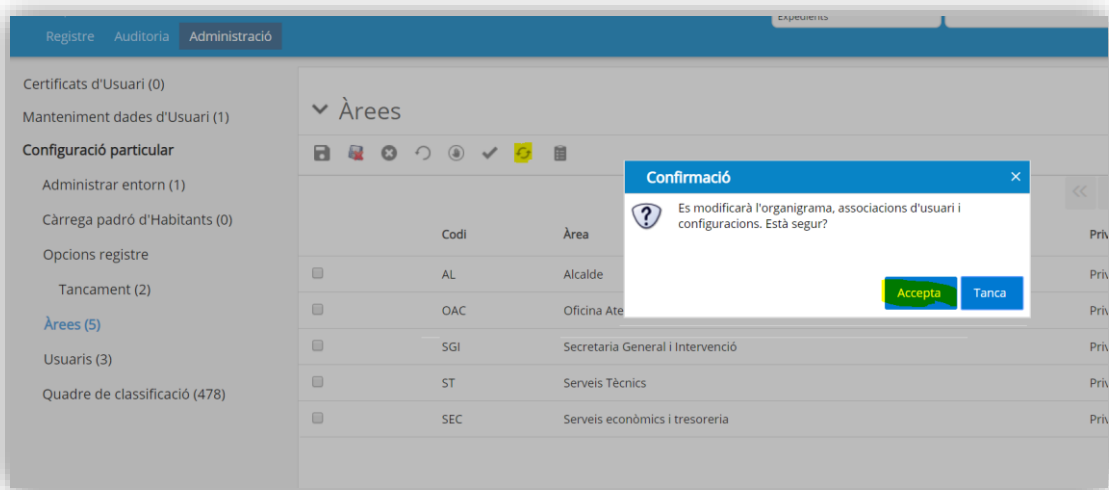 Expedients
Registre Auditoria Administració
Certificats d'Usuari (0)
Manteniment dades d'Usuari (1)
Configuració particular
Administrar entorn (1)
Càrrega padró d'Habitants (0)
Opcions registre
Tancament (2)
Àrees (5)
Usuaris (3)
Quadre de classificació (478)
Àrees
Confirmació
Es modificarà l'organigrama, associacions d'usuari i
configuracions. Està segur?
Accepta Tanca
Codi Àrea
AL Alcalde
OAC Oficina
SGI Secretaria General i Intervenció
ST Serveis Tècnics
SEC Serveis econòmics i tresoreria